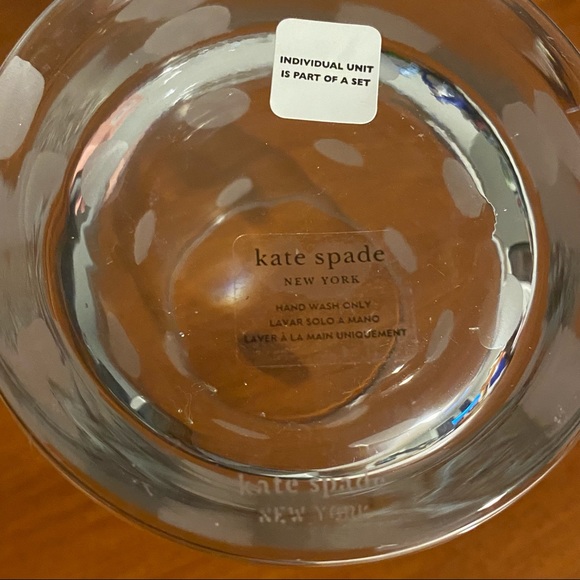 INDIVIDUAL UNIT
IS PART OF A SET
kate spade
NEW YORK
HAND WASH ONLY
LAVAR SOLO A MANO
LAVER À LA MAIN UNIQUEMENT
kate spade
NEW YORK